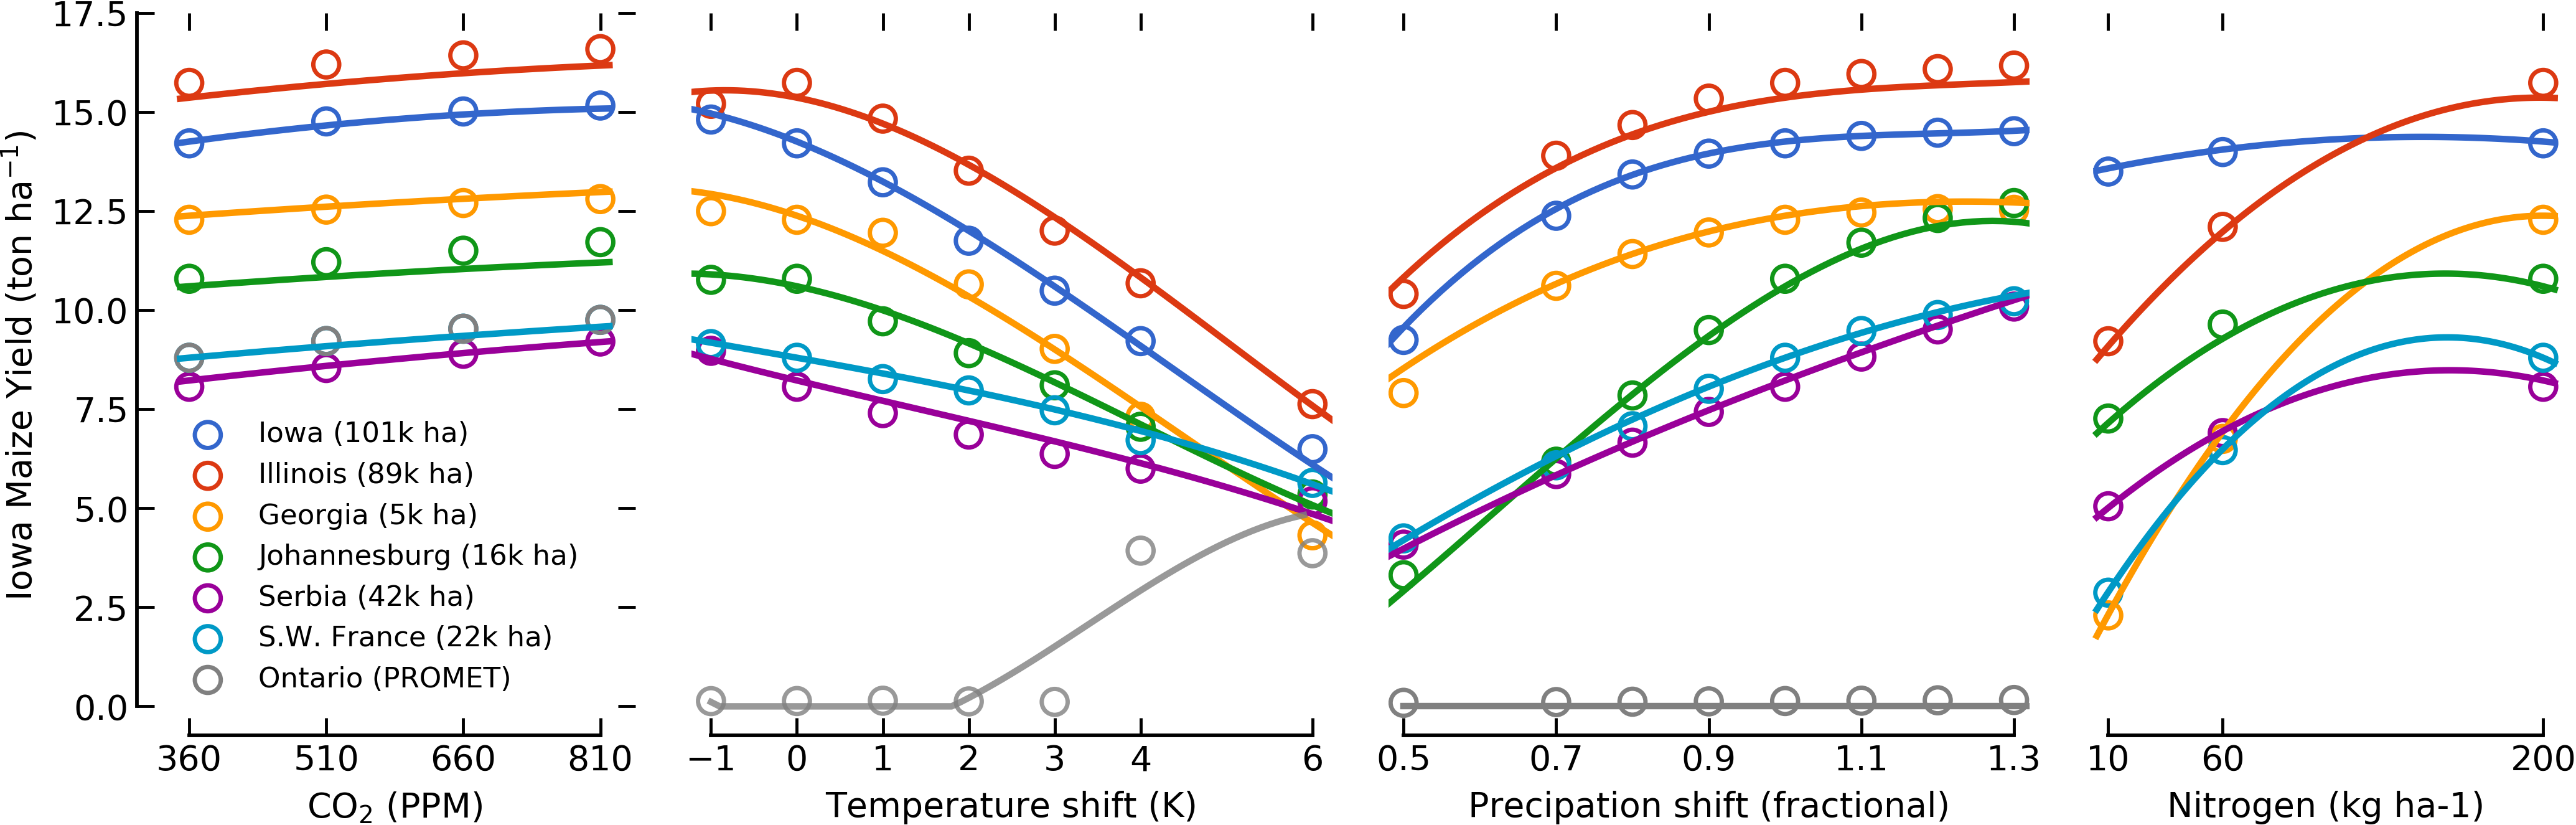 Iowa Maize Yield (ton ha⁻¹)
17.5
15.0
12.5
10.0
7.5
5.0
2.5
0.0
Iowa (101k ha)
Illinois (89k ha)
Georgia (5k ha)
Johannesburg (16k ha)
Serbia (42k ha)
S.W. France (22k ha)
Ontario (PROMET)
360 510 660 810
CO₂ (PPM)
−1 0 1 2 3 4 6
Temperature shift (K)
0.5 0.7 0.9 1.1 1.3
Precipation shift (fractional)
10 60 200
Nitrogen (kg ha-1)